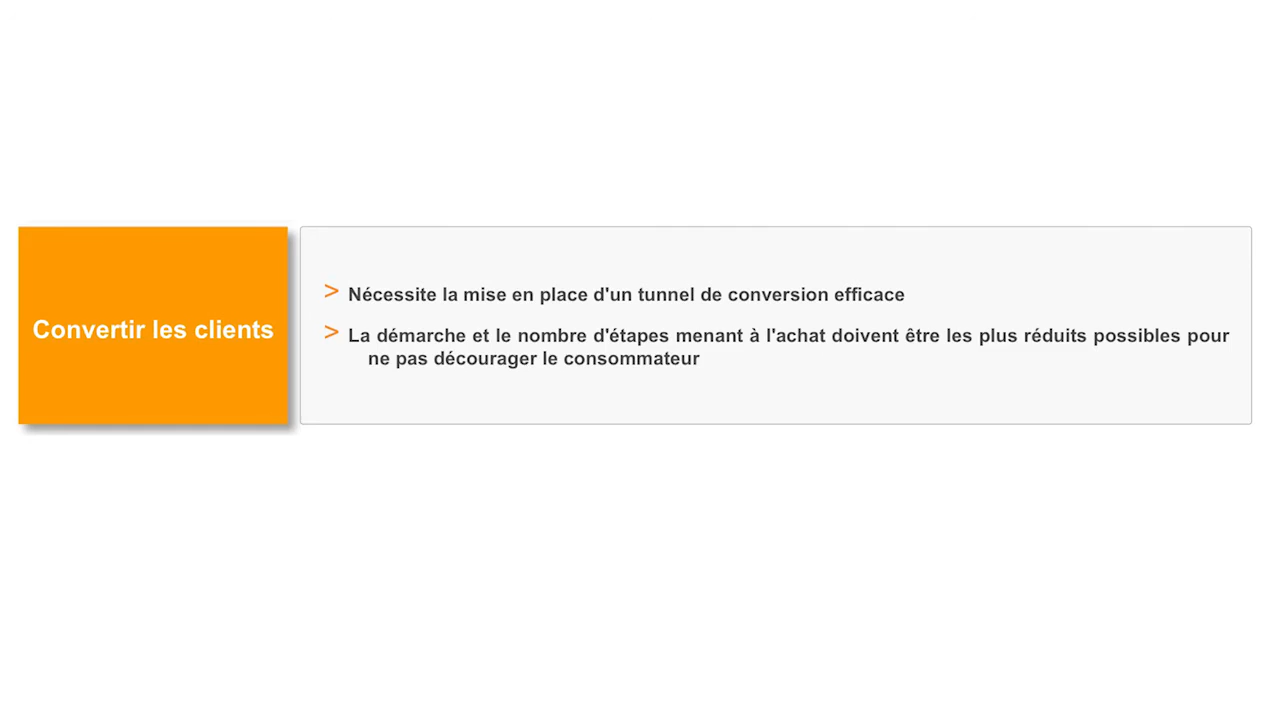 Convertir les clients
> Nécessite la mise en place d'un tunnel de conversion efficace
> La démarche et le nombre d'étapes menant à l'achat doivent être les plus réduits possibles pour
ne pas décourager le consommateur